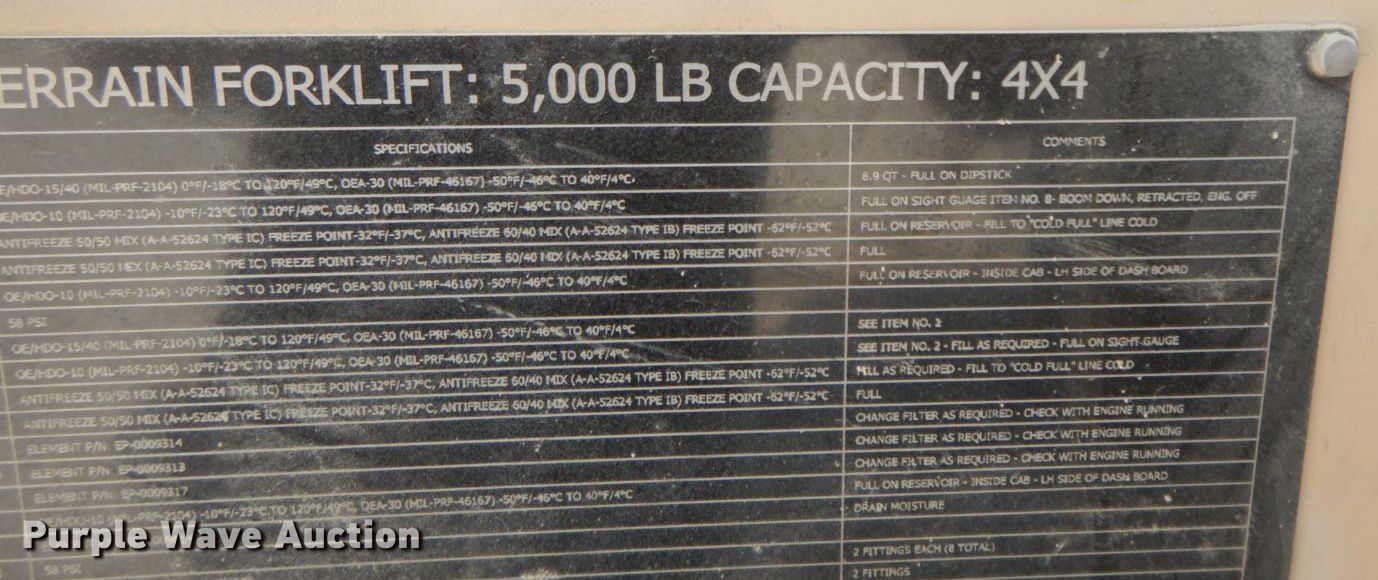 ERRAIN FORKLIFT: 5,000 LB CAPACITY: 4X4
SPECIFICATIONS COMMENTS
OE/HDO-15/40 (MIL-PRF-2104) 0°F/-18°C TO 120°F/49°C, OEA-30 (MIL-PRF-46167) -50°F/-46°C TO 40°F/4°C 8.9 QT - FULL ON DIPSTICK
OE/HDO-10 (MIL-PRF-2104) -10°F/-23°C TO 120°F/49°C, OEA-30 (MIL-PRF-46167) -50°F/-46°C TO 40°F/4°C FULL ON SIGHT GUAGE ITEM NO. 8- BOOM DOWN, RETRACTED, ENG. OFF
ANTIFREEZE 50/50 MIX (A-A-52624 TYPE IC) FREEZE POINT-32°F/-37°C, ANTIFREEZE 60/40 MIX (A-A-52624 TYPE IB) FREEZE POINT -62°F/-52°C FULL ON RESERVOIR - FILL TO "COLD FULL" LINE COLD
ANTIFREEZE 50/50 MIX (A-A-52624 TYPE IC) FREEZE POINT-32°F/-37°C, ANTIFREEZE 60/40 MIX (A-A-52624 TYPE IB) FREEZE POINT -62°F/-52°C FULL
OE/HDO-10 (MIL-PRF-2104) -10°F/-23°C TO 120°F/49°C, OEA-30 (MIL-PRF-46167) -50°F/-46°C TO 40°F/4°C FULL ON RESERVOIR - INSIDE CAB - LH SIDE OF DASH BOARD
58 PSI
OE/HDO-15/40 (MIL-PRF-2104) 0°F/-18°C TO 120°F/49°C, OEA-30 (MIL-PRF-46167) -50°F/-46°C TO 40°F/4°C SEE ITEM NO. 1
OE/HDO-10 (MIL-PRF-2104) -10°F/-23°C TO 120°F/49°C, OEA-30 (MIL-PRF-46167) -50°F/-46°C TO 40°F/4°C SEE ITEM NO. 2 - FILL AS REQUIRED - FULL ON SIGHT GAUGE
ANTIFREEZE 50/50 MIX (A-A-52624 TYPE IC) FREEZE POINT-32°F/-37°C, ANTIFREEZE 60/40 MIX (A-A-52624 TYPE IB) FREEZE POINT -62°F/-52°C FILL AS REQUIRED - FILL TO "COLD FULL" LINE COLD
ANTIFREEZE 50/50 MIX (A-A-52624 TYPE IC) FREEZE POINT-32°F/-37°C, ANTIFREEZE 60/40 MIX (A-A-52624 TYPE IB) FREEZE POINT -62°F/-52°C FULL
ELEMENT P/N EP-0009314 CHANGE FILTER AS REQUIRED - CHECK WITH ENGINE RUNNING
ELEMENT P/N EP-0009313 CHANGE FILTER AS REQUIRED - CHECK WITH ENGINE RUNNING
ELEMENT P/N EP-0009317 CHANGE FILTER AS REQUIRED - CHECK WITH ENGINE RUNNING
-10 (MIL-PRF-2104) -10°F/-23°C TO 120°F/49°C, OEA-30 (MIL-PRF-46167) -50°F/-46°C TO 40°F/4°C FULL ON RESERVOIR - INSIDE CAB - LH SIDE OF DASH BOARD
DRAIN MOISTURE
2 FITTINGS EACH (8 TOTAL)
58 PSI 2 FITTINGS
Purple Wave Auction